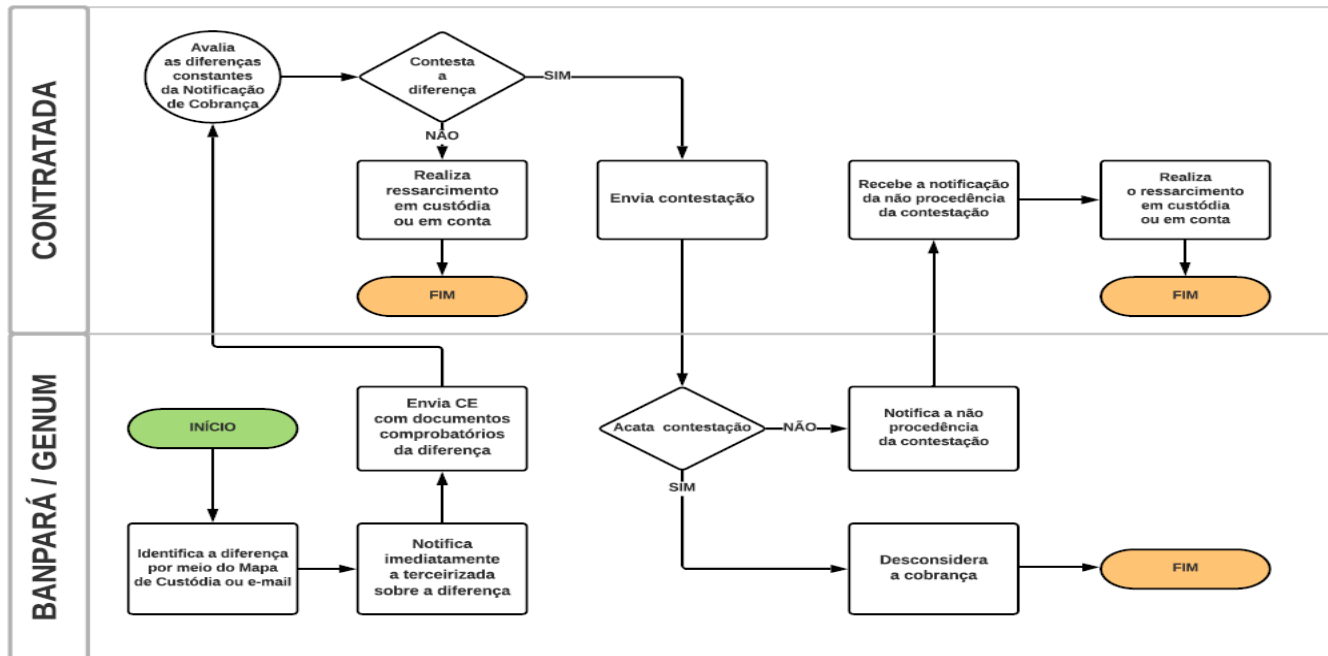 CONTRATADA
Avalia
as diferenças
constantes
da Notificação
de Cobrança
Contesta
a
diferença
SIM
NÃO
Realiza
ressarcimento
em custódia
ou em conta
FIM
Envia contestação
Recebe a notificação
da não procedência
da contestação
Realiza
o ressarcimento
em custódia
ou em conta
FIM
BANPARÁ / GENUM
INÍCIO
Identifica a diferença
por meio do Mapa
de Custódia ou e-mail
Notifica
imediatamente
a terceirizada
sobre a diferença
Envia CE
com documentos
comprobatórios
da diferença
Acata contestação
NÃO
Notifica a não
procedência
da contestação
SIM
Desconsidera
a cobrança
FIM